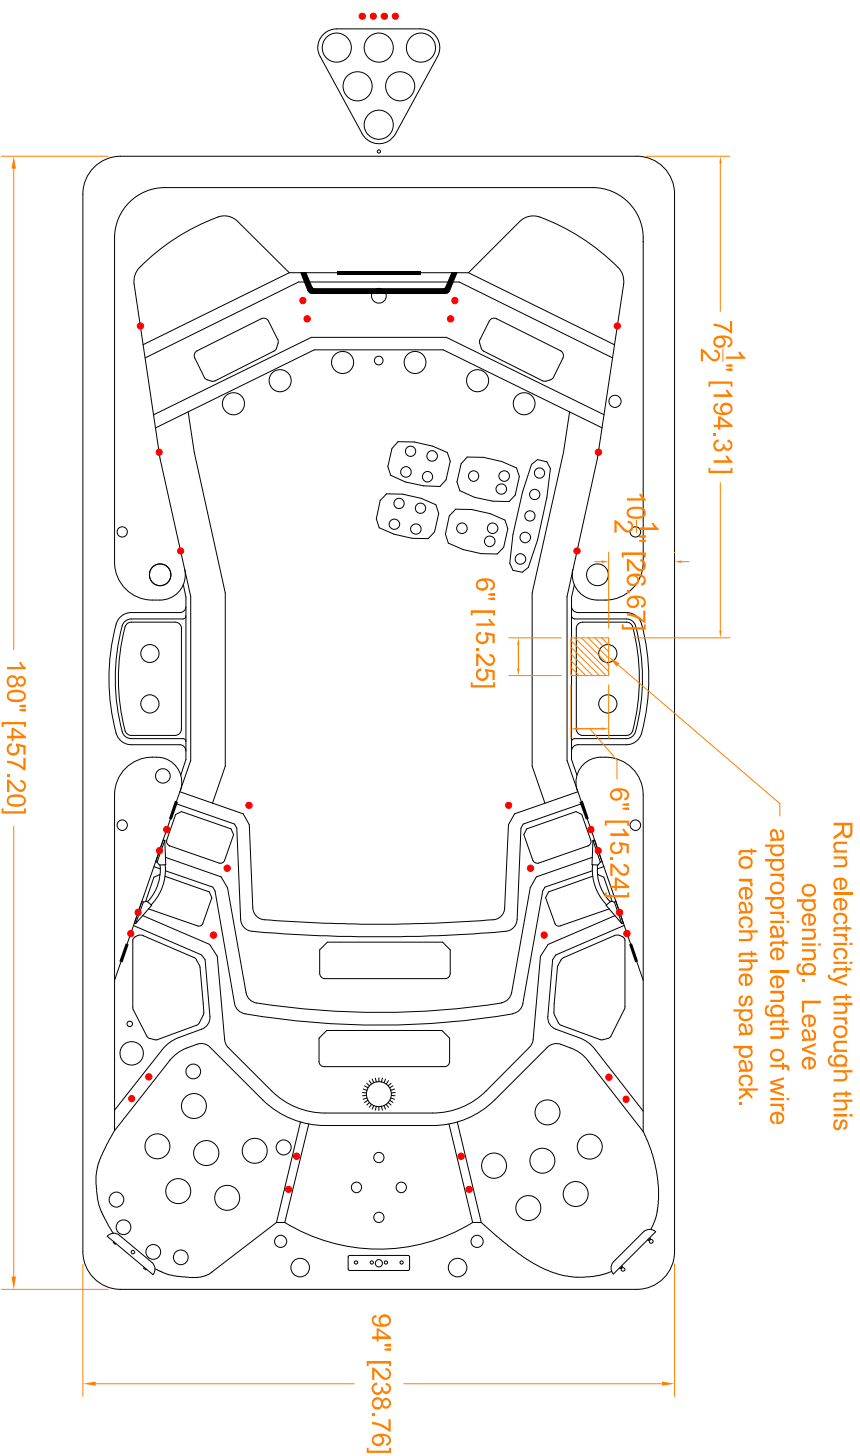 Run electricity through this
opening. Leave
appropriate length of wire
to reach the spa pack.
76 1/2" [194.31]
10 1/2" [26.67]
6" [15.25]
6" [15.24]
180" [457.20]
94" [238.76]